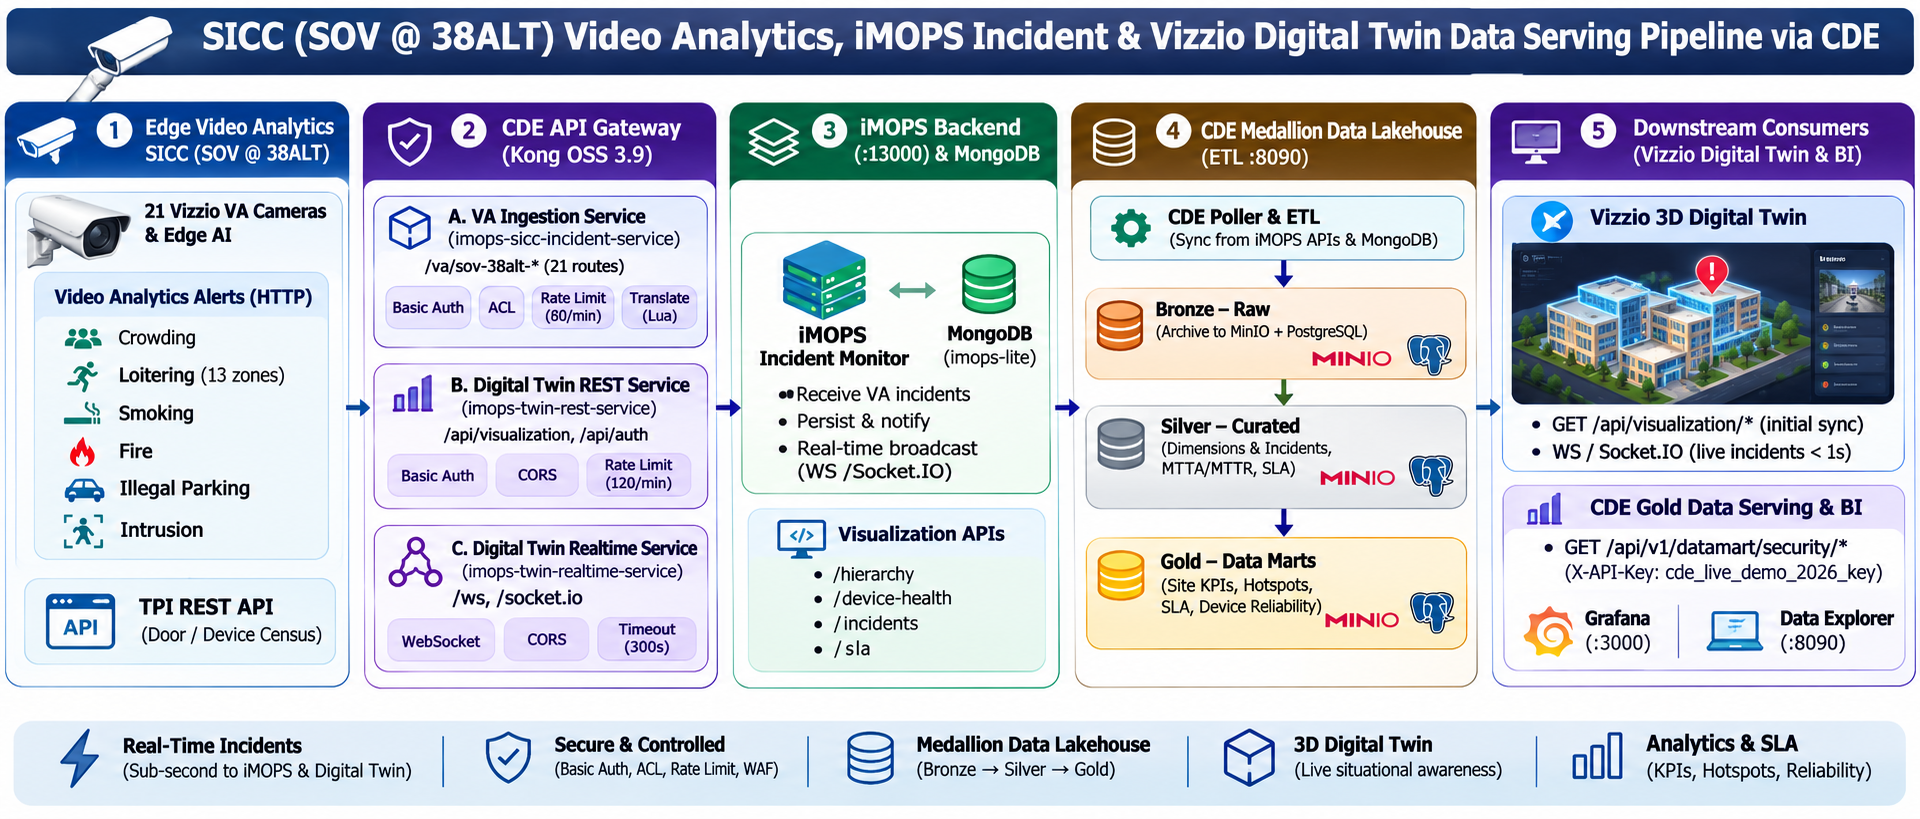 SICC (SOV @ 38ALT) Video Analytics, iMOPS Incident & Vizzio Digital Twin Data Serving Pipeline via CDE
1
Edge Video Analytics
SICC (SOV @ 38ALT)
21 Vizzio VA Cameras
& Edge AI
Video Analytics Alerts (HTTP)
Crowding
Loitering (13 zones)
Smoking
Fire
Illegal Parking
Intrusion
API
TPI REST API
(Door / Device Census)
2
CDE API Gateway
(Kong OSS 3.9)
A. VA Ingestion Service
(imops-sicc-incident-service)
/va/sov-38alt-* (21 routes)
Basic Auth
ACL
Rate Limit
(60/min)
Translate
(Lua)
B. Digital Twin REST Service
(imops-twin-rest-service)
/api/visualization, /api/auth
Basic Auth
CORS
Rate Limit
(120/min)
C. Digital Twin Realtime Service
(imops-twin-realtime-service)
/ws, /socket.io
WebSocket
CORS
Timeout
(300s)
3
iMOPS Backend
(:13000) & MongoDB
iMOPS
Incident Monitor
MongoDB
(imops-lite)
• Receive VA incidents
• Persist & notify
• Real-time broadcast
(WS /Socket.IO)
</> Visualization APIs
• /hierarchy
• /device-health
• /incidents
• /sla
4
CDE Medallion Data Lakehouse
(ETL :8090)
CDE Poller & ETL
(Sync from iMOPS APIs & MongoDB)
Bronze – Raw
(Archive to MinIO + PostgreSQL)
MINIO
Silver – Curated
(Dimensions & Incidents,
MTTA/MTTR, SLA)
MINIO
Gold – Data Marts
(Site KPIs, Hotspots,
SLA, Device Reliability)
MINIO
5
Downstream Consumers
(Vizzio Digital Twin & BI)
Vizzio 3D Digital Twin
!
• GET /api/visualization/* (initial sync)
• WS / Socket.IO (live incidents < 1s)
CDE Gold Data Serving & BI
• GET /api/v1/datamart/security/*
(X-API-Key: cde_live_demo_2026_key)
Grafana
(:3000)
Data Explorer
(:8090)
Real-Time Incidents
(Sub-second to iMOPS & Digital Twin)
Secure & Controlled
(Basic Auth, ACL, Rate Limit, WAF)
Medallion Data Lakehouse
(Bronze → Silver → Gold)
3D Digital Twin
(Live situational awareness)
Analytics & SLA
(KPIs, Hotspots, Reliability)